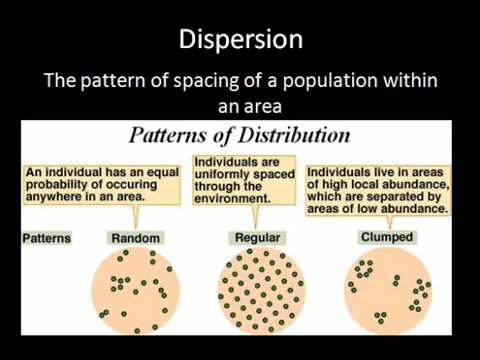 Dispersion
The pattern of spacing of a population within
an area
Patterns of Distribution
An individual has an equal
probability of occuring
anywhere in an area.
Individuals are
uniformly spaced
through the
environment.
Individuals live in areas
of high local abundance,
which are separated by
areas of low abundance.
Patterns
Random
Regular
Clumped